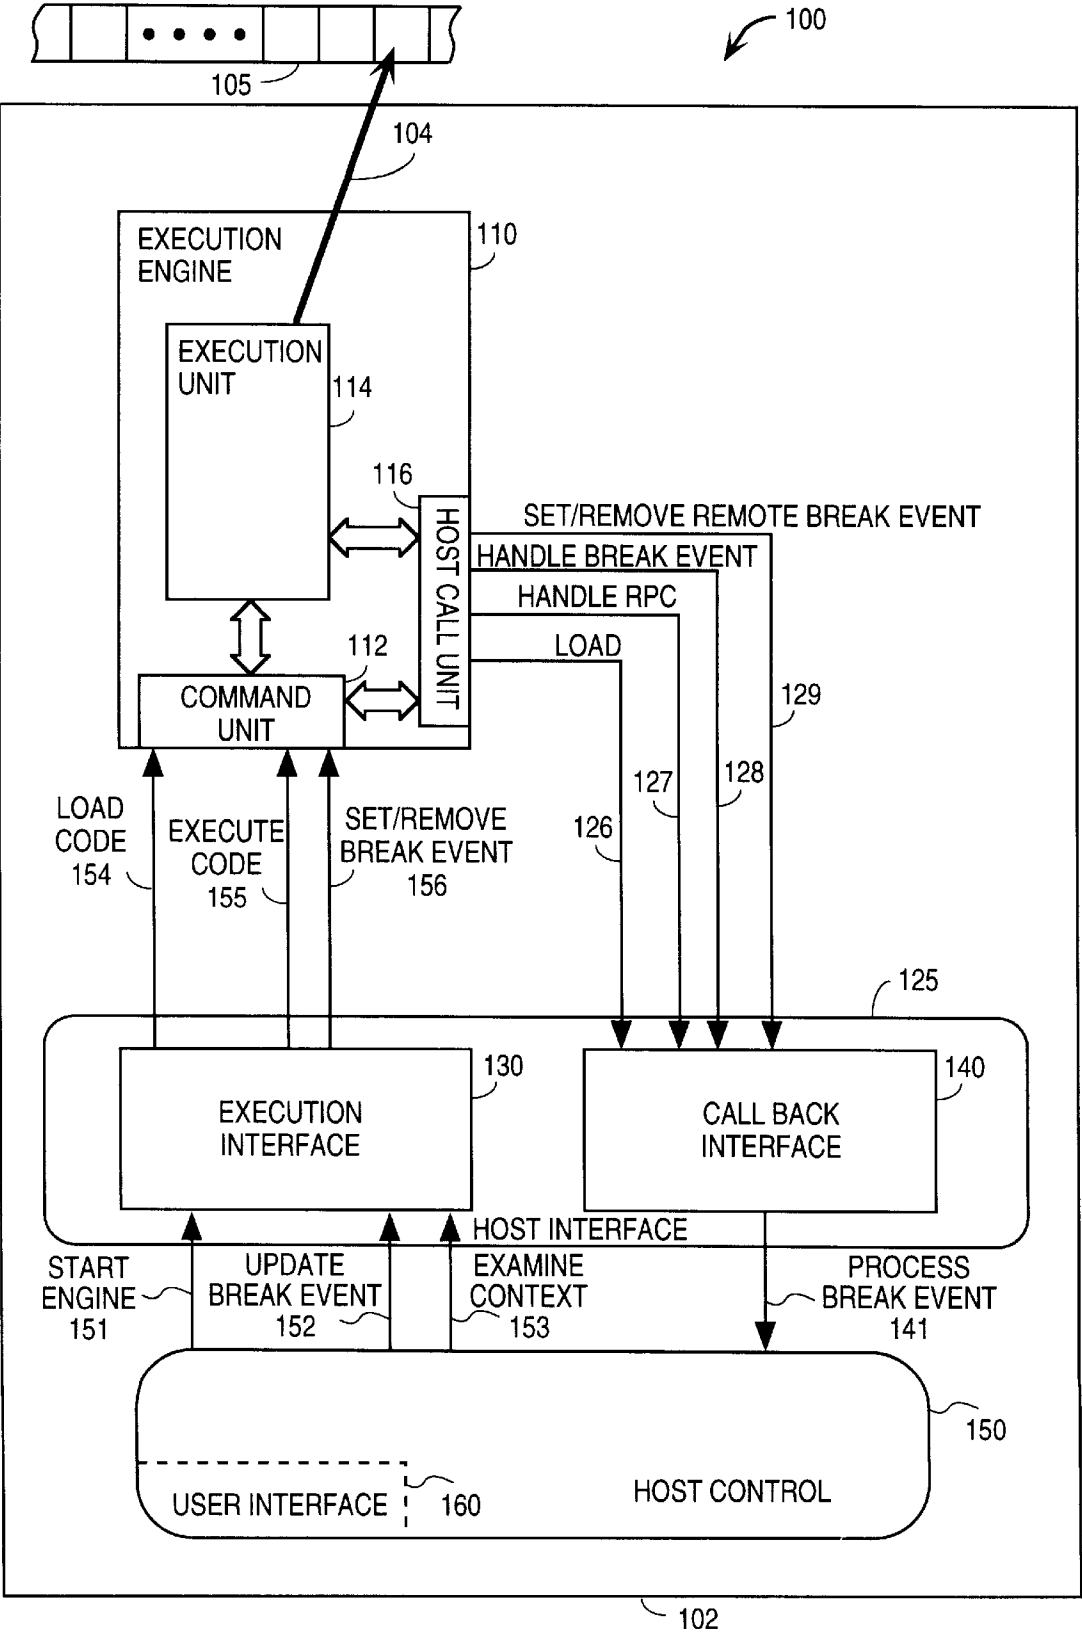 100
105
104
EXECUTION
ENGINE
110
EXECUTION
UNIT
114
116
HOST CALL UNIT
SET/REMOVE REMOTE BREAK EVENT
HANDLE BREAK EVENT
HANDLE RPC
LOAD
112
COMMAND
UNIT
129
128
127
126
LOAD
CODE
154
EXECUTE
CODE
155
SET/REMOVE
BREAK EVENT
156
125
130
EXECUTION
INTERFACE
140
CALL BACK
INTERFACE
HOST INTERFACE
START
ENGINE
151
UPDATE
BREAK EVENT
152
EXAMINE
CONTEXT
153
PROCESS
BREAK EVENT
141
150
USER INTERFACE
160
HOST CONTROL
102